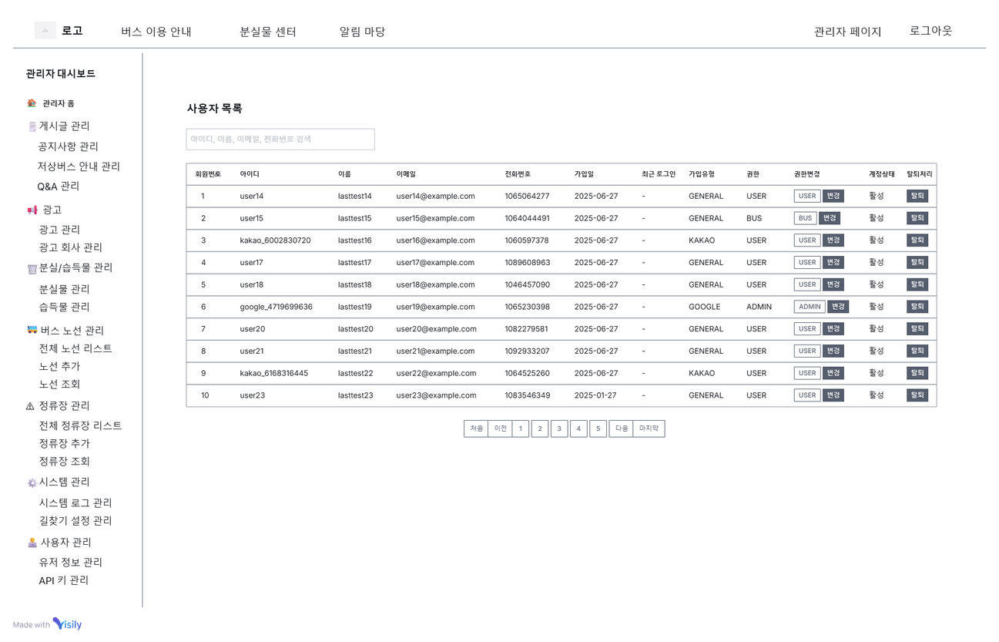 로고 버스 이용 안내 분실물 센터 알림 마당 관리자 페이지 로그아웃
관리자 대시보드
관리자 홈
게시글 관리
공지사항 관리
저상버스 안내 관리
Q&A 관리
광고
광고 관리
광고 회사 관리
분실/습득물 관리
분실물 관리
습득물 관리
버스 노선 관리
전체 노선 리스트
노선 추가
노선 조회
정류장 관리
전체 정류장 리스트
정류장 추가
정류장 조회
시스템 관리
시스템 로그 관리
길찾기 설정 관리
사용자 관리
유저 정보 관리
API 키 관리
사용자 목록
아이디, 이름, 이메일, 전화번호 검색
회원번호 아이디 이름 이메일 전화번호 가입일 최근 로그인 가입유형 권한 권한변경 계정상태 탈퇴처리
1 user14 lasttest14 user14@example.com 1065064277 2025-06-27 - GENERAL USER USER 변경 활성 탈퇴
2 user15 lasttest15 user15@example.com 1064044491 2025-06-27 - GENERAL BUS BUS 변경 활성 탈퇴
3 kakao_6002830720 lasttest16 user16@example.com 1060597378 2025-06-27 - KAKAO USER USER 변경 활성 탈퇴
4 user17 lasttest17 user17@example.com 1089608963 2025-06-27 - GENERAL USER USER 변경 활성 탈퇴
5 user18 lasttest18 user18@example.com 1046457090 2025-06-27 - GENERAL USER USER 변경 활성 탈퇴
6 google_4719699636 lasttest19 user19@example.com 1065230398 2025-06-27 - GOOGLE ADMIN ADMIN 변경 활성 탈퇴
7 user20 lasttest20 user20@example.com 1082279581 2025-06-27 - GENERAL USER USER 변경 활성 탈퇴
8 user21 lasttest21 user21@example.com 1092933207 2025-06-27 - GENERAL USER USER 변경 활성 탈퇴
9 kakao_6168316445 lasttest22 user22@example.com 1064525260 2025-06-27 - KAKAO USER USER 변경 활성 탈퇴
10 user23 lasttest23 user23@example.com 1083546349 2025-01-27 - GENERAL USER USER 변경 활성 탈퇴
처음 이전 1 2 3 4 5 다음 마지막
Made with Visily